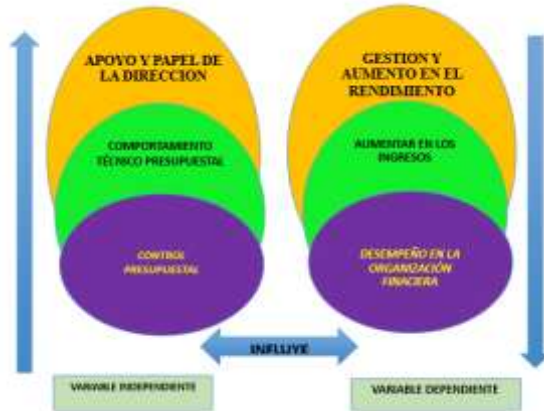 APOYO Y PAPEL DE
LA DIRECCION
COMPORTAMIENTO
TÉCNICO PRESUPUESTAL
CONTROL
PRESUPUESTAL
GESTION Y
AUMENTO EN EL
RENDIMIENTO
AUMENTAR EN LOS
INGRESOS
DESEMPEÑO EN LA
ORGANIZACIÓN
FINACIERA
INFLUYE
VARIABLE INDEPENDIENTE
VARIABLE DEPENDIENTE